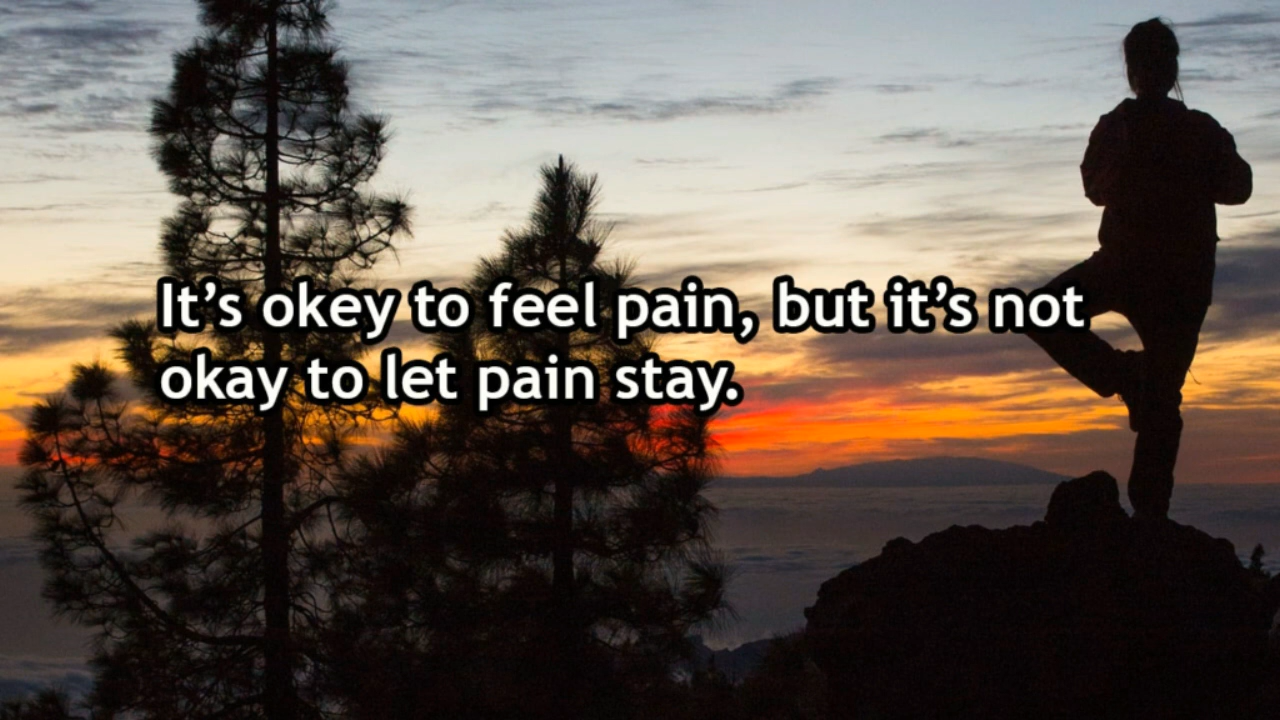 It’s okey to feel pain, but it’s not
okay to let pain stay.